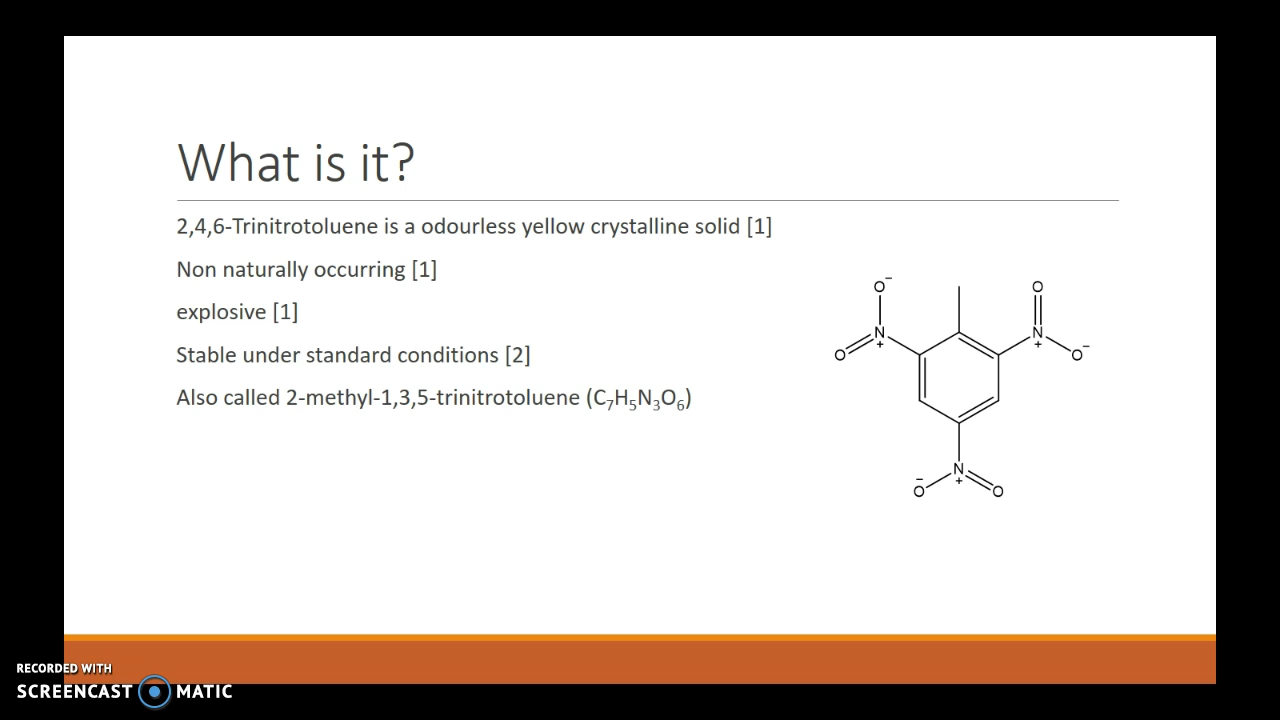 What is it?
2,4,6-Trinitrotoluene is a odourless yellow crystalline solid [1]
Non naturally occurring [1]
explosive [1]
Stable under standard conditions [2]
Also called 2-methyl-1,3,5-trinitrotoluene (C₇H₅N₃O₆)
O⁻ O
N⁺ N⁺
O O⁻
N⁺
⁻O O
RECORDED WITH
SCREENCAST MATIC